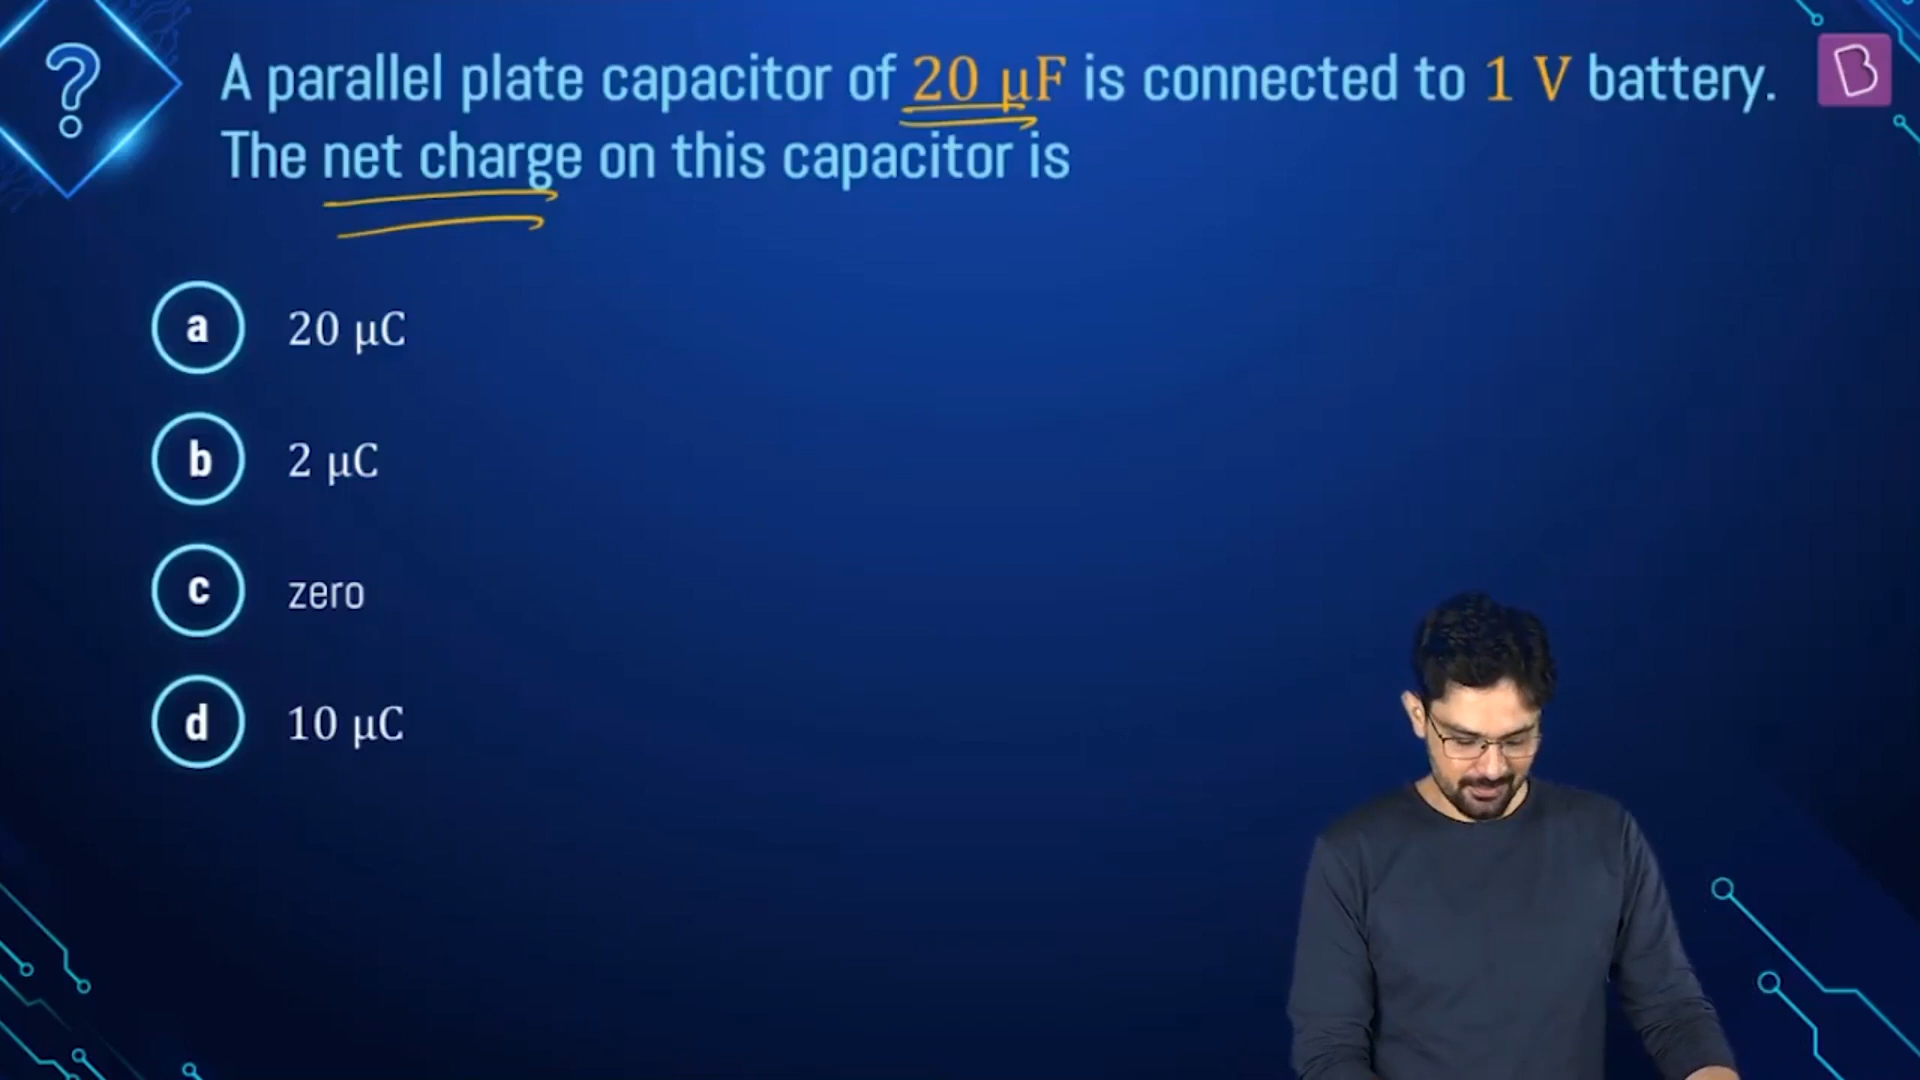 ?
A parallel plate capacitor of 20 μF is connected to 1 V battery.
The net charge on this capacitor is
a 20 μC
b 2 μC
c zero
d 10 μC
B